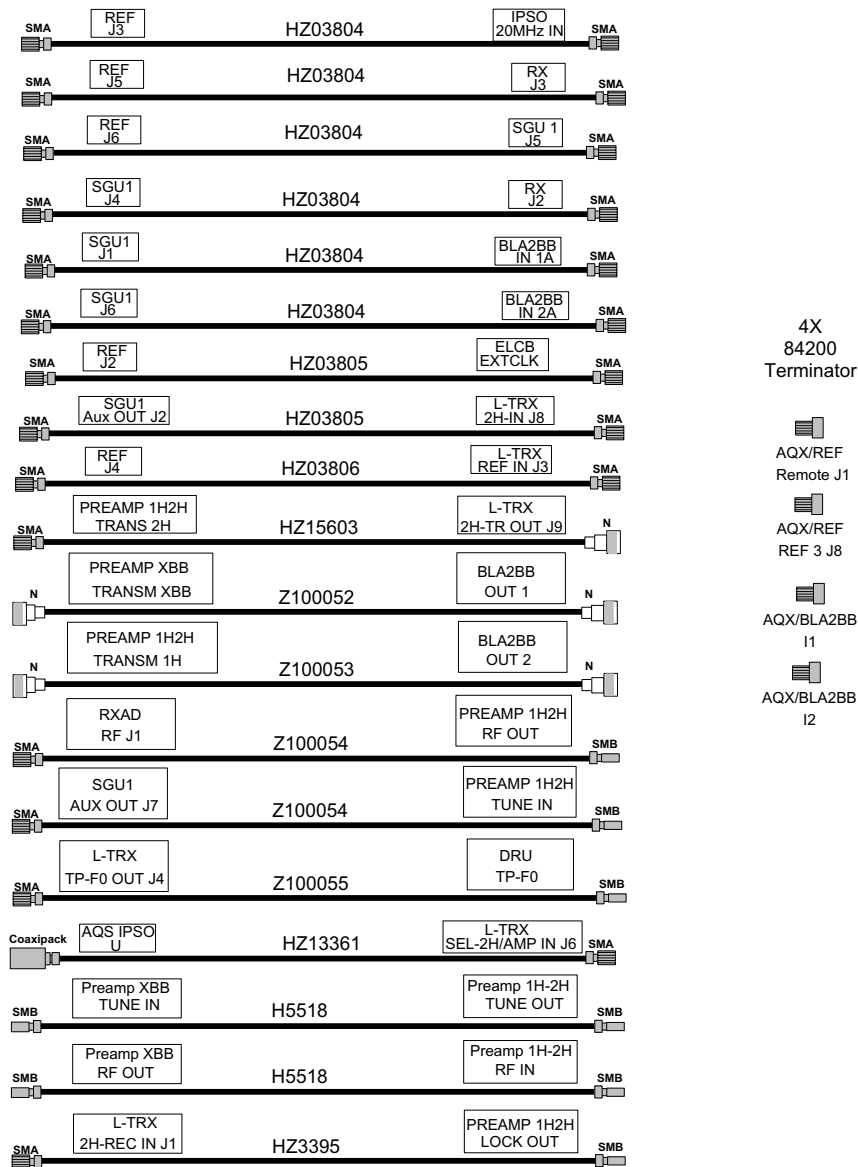 SMA
REF
J3
HZ03804
IPSO
20MHz IN
SMA
SMA
REF
J5
HZ03804
RX
J3
SMA
SMA
REF
J6
HZ03804
SGU 1
J5
SMA
SMA
SGU1
J4
HZ03804
RX
J2
SMA
SMA
SGU1
J1
HZ03804
BLA2BB
IN 1A
SMA
SMA
SGU1
J6
HZ03804
BLA2BB
IN 2A
SMA
SMA
REF
J2
HZ03805
ELCB
EXTCLK
SMA
SMA
SGU1
Aux OUT J2
HZ03805
L-TRX
2H-IN J8
SMA
SMA
REF
J4
HZ03806
L-TRX
REF IN J3
SMA
SMA
PREAMP 1H2H
TRANS 2H
HZ15603
L-TRX
2H-TR OUT J9
N
N
PREAMP XBB
TRANSM XBB
Z100052
BLA2BB
OUT 1
N
N
PREAMP 1H2H
TRANSM 1H
Z100053
BLA2BB
OUT 2
N
SMA
RXAD
RF J1
Z100054
PREAMP 1H2H
RF OUT
SMB
SMA
SGU1
AUX OUT J7
Z100054
PREAMP 1H2H
TUNE IN
SMB
SMA
L-TRX
TP-F0 OUT J4
Z100055
DRU
TP-F0
SMB
Coaxipack
AQS IPSO
U
HZ13361
L-TRX
SEL-2H/AMP IN J6
SMA
SMB
Preamp XBB
TUNE IN
H5518
Preamp 1H-2H
TUNE OUT
SMB
SMB
Preamp XBB
RF OUT
H5518
Preamp 1H-2H
RF IN
SMB
SMA
L-TRX
2H-REC IN J1
HZ3395
PREAMP 1H2H
LOCK OUT
SMB
4X
84200
Terminator
AQX/REF
Remote J1
AQX/REF
REF 3 J8
AQX/BLA2BB
I1
AQX/BLA2BB
I2